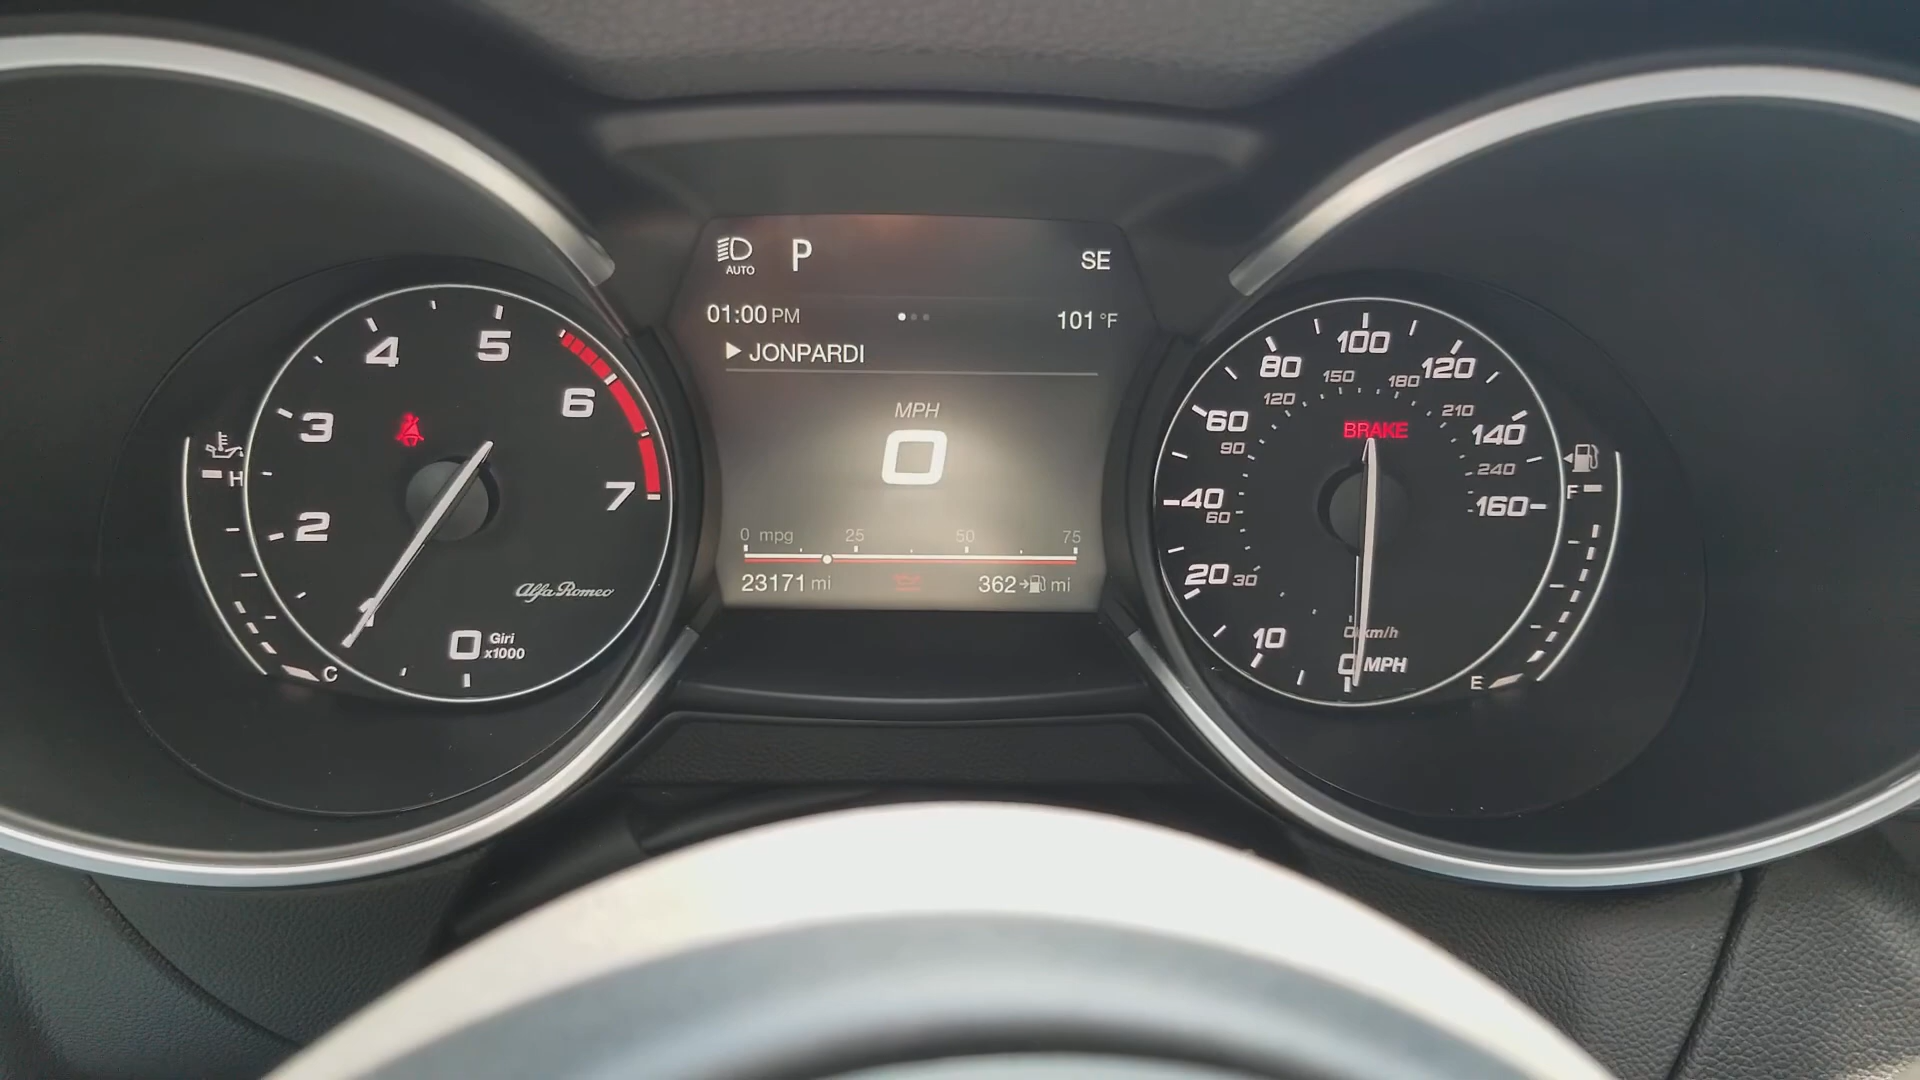 AUTO P SE
01:00 PM 101 °F
JONPARDI
MPH
0
0 mpg 25 50 75
23171 mi 362 mi
H
C
0 Giri x1000
1
2
3
4
5
6
7
Alfa Romeo
BRAKE
0 MPH
10
20
40
60
80
100
120
140
160
0 km/h
30
60
90
120
150
180
210
240
F
E